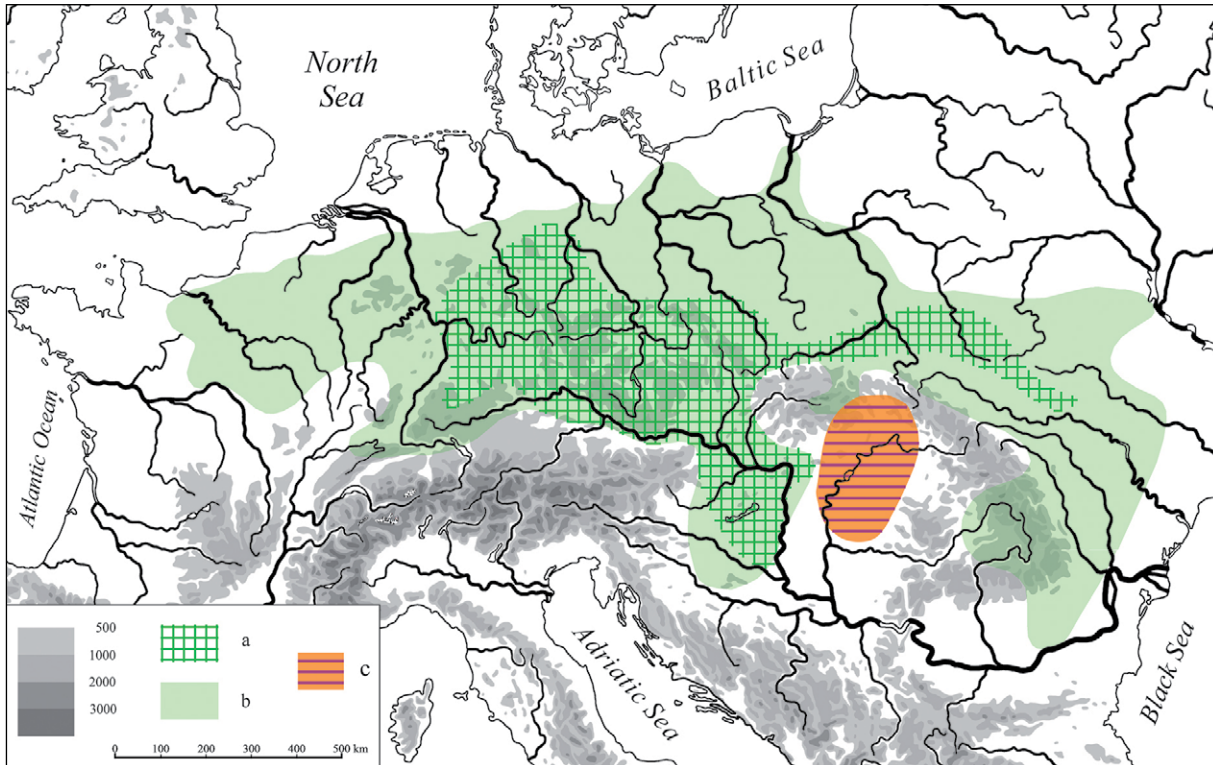 North
Sea
Baltic Sea
Atlantic Ocean
Adriatic Sea
Black Sea
500
1000
2000
3000
a
b
c
0 100 200 300 400 500 km